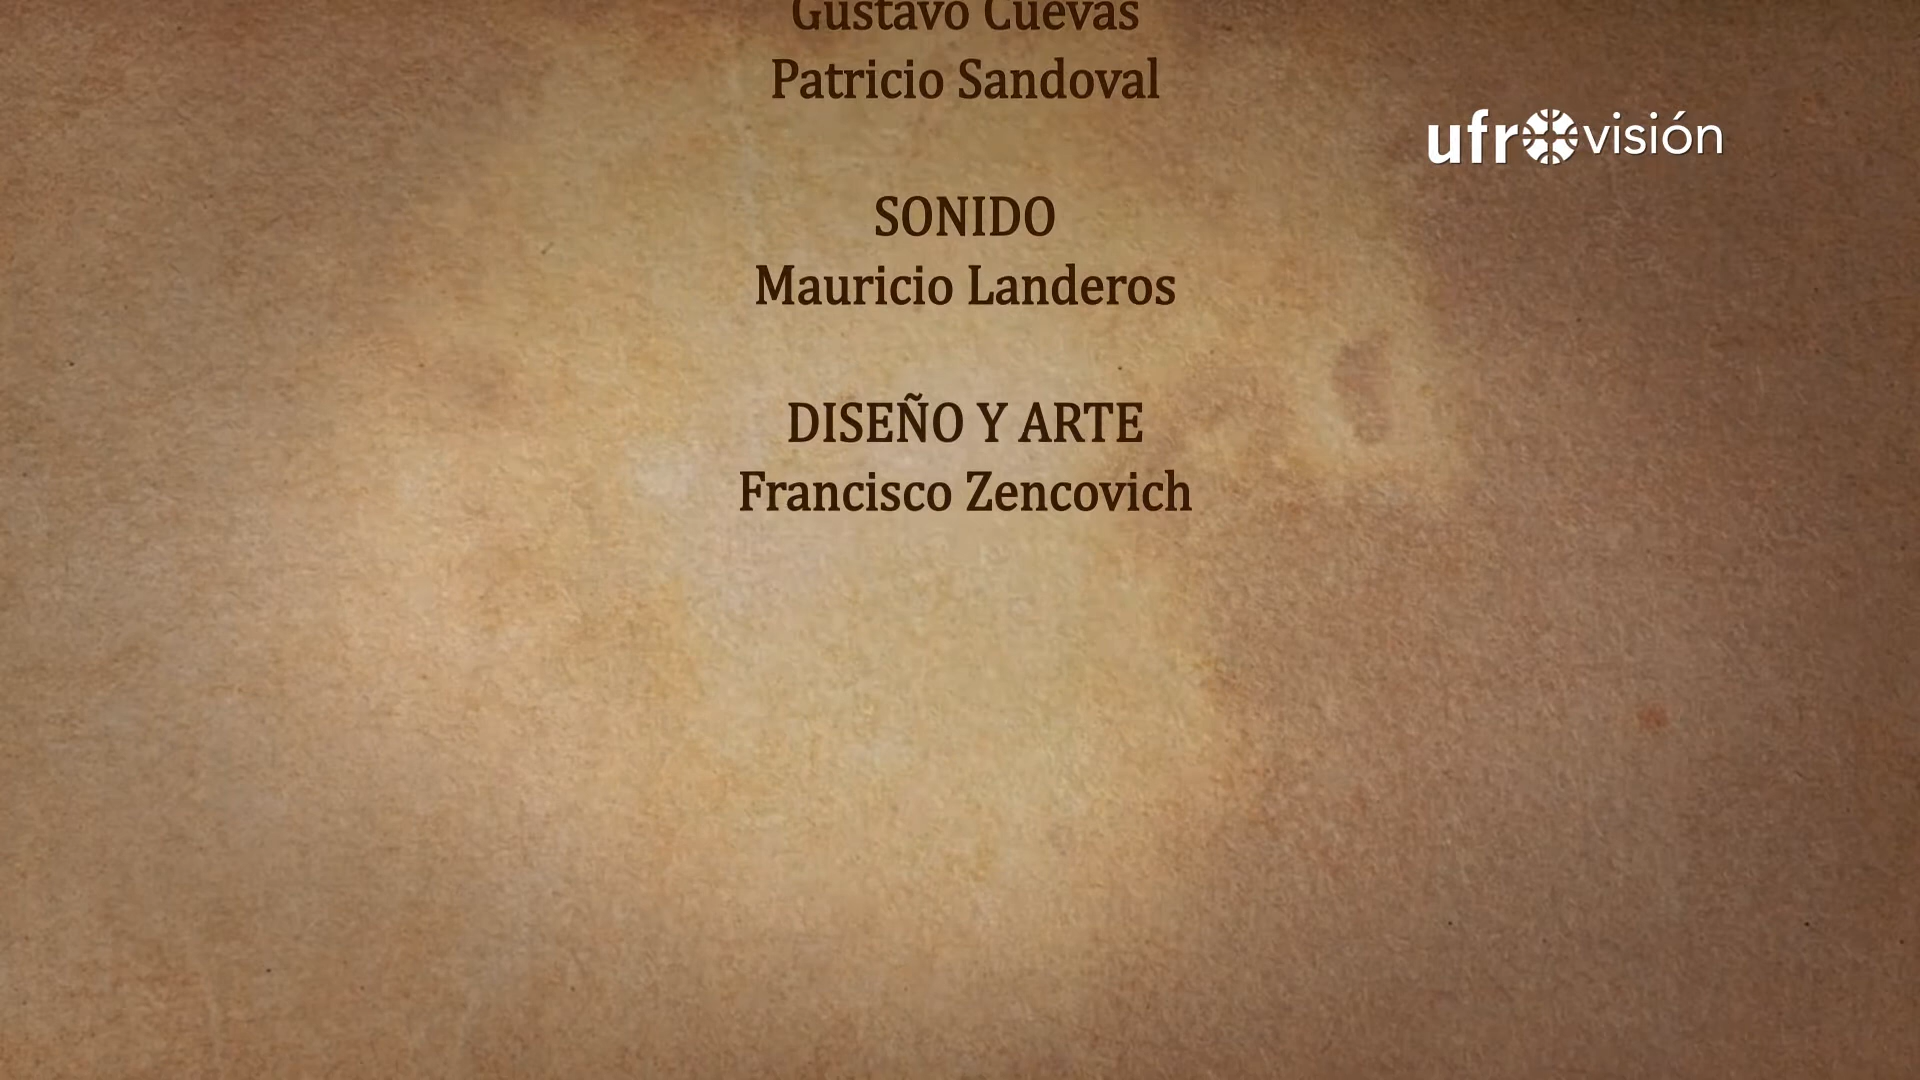 Gustavo Cuevas
Patricio Sandoval
ufrovisión
SONIDO
Mauricio Landeros
DISEÑO Y ARTE
Francisco Zencovich